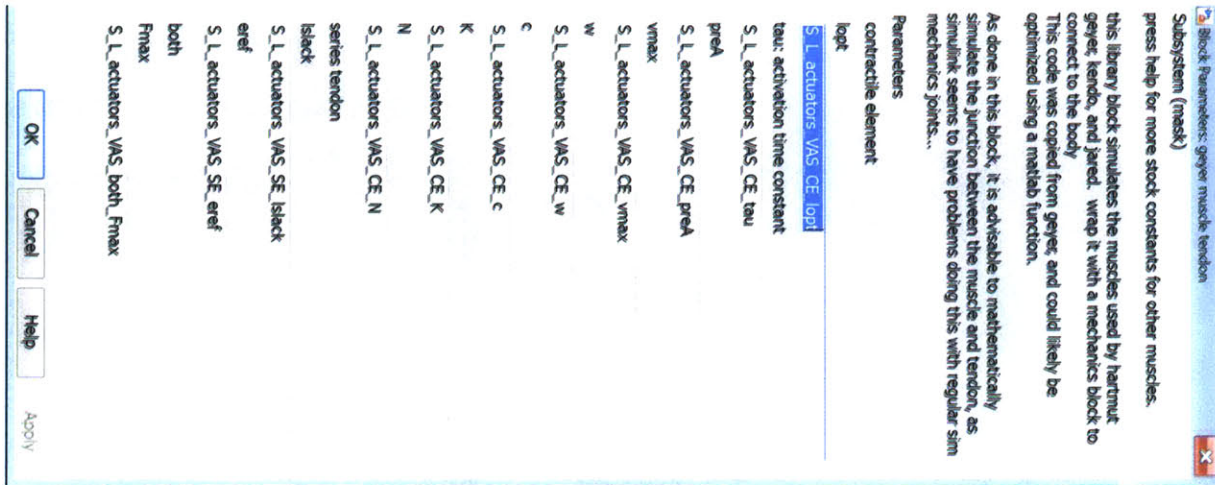 Block Parameters: geyer muscle tendon
Subsystem (mask)
press help for more stock constants for other muscles.
this library block simulates the muscles used by hartmut
geyer, kendo, and jared. wrap it with a mechanics block to
connect to the body
This code was copied from geyer, and could likely be
optimized using a matlab function.
As done in this block, it is advisable to mathematically
simulate the junction between the muscle and tendon, as
simulink seems to have problems doing this with regular sim
mechanics joints...
Parameters
contractile element
lopt
S_L_actuators_VAS_CE_lopt
tau: activation time constant
S_L_actuators_VAS_CE_tau
preA
S_L_actuators_VAS_CE_preA
vmax
S_L_actuators_VAS_CE_vmax
w
S_L_actuators_VAS_CE_w
c
S_L_actuators_VAS_CE_c
K
S_L_actuators_VAS_CE_K
N
S_L_actuators_VAS_CE_N
series tendon
lslack
S_L_actuators_VAS_SE_lslack
eref
S_L_actuators_VAS_SE_eref
both
Fmax
S_L_actuators_VAS_both_Fmax
OK Cancel Help Apply